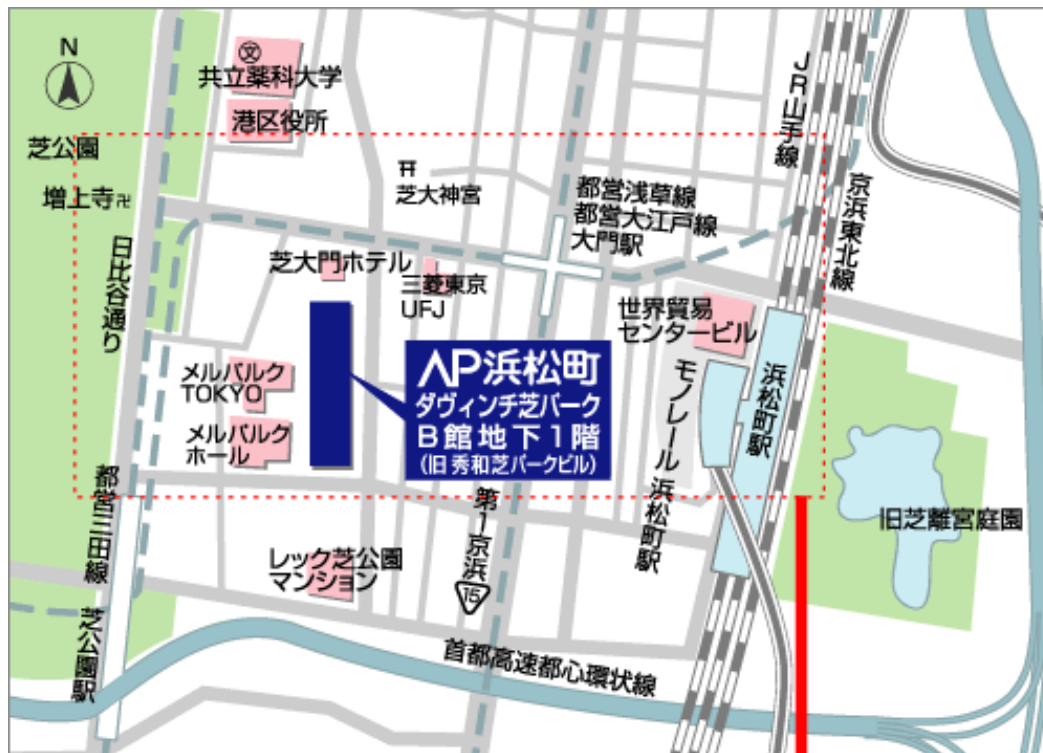 N
共立薬科大学
港区役所
芝公園
増上寺
芝大神宮
都営浅草線
都営大江戸線
大門駅
JR山手線
京浜東北線
日比谷通り
芝大門ホテル
三菱東京
UFJ
世界貿易
センタービル
メルパルク
TOKYO
メルパルク
ホール
AP浜松町
ダヴィンチ芝パーク
B館地下1階
(旧 秀和芝パークビル)
モノレール浜松町駅
浜松町駅
旧芝離宮庭園
都営三田線 芝公園駅
第1京浜
15
レック芝公園
マンション
首都高速都心環状線